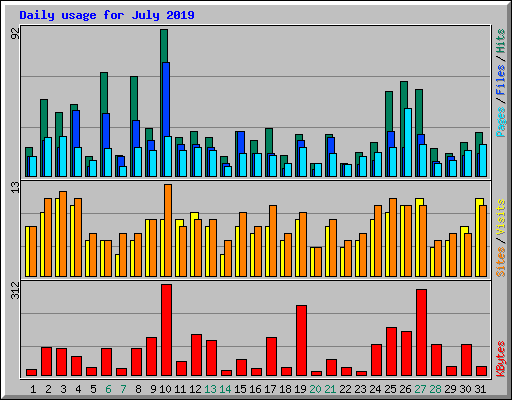 Daily usage for July 2019
92
Pages / Files / Hits
13
Sites / Visits
312
KBytes
1 2 3 4 5 6 7 8 9 10 11 12 13 14 15 16 17 18 19 20 21 22 23 24 25 26 27 28 29 30 31